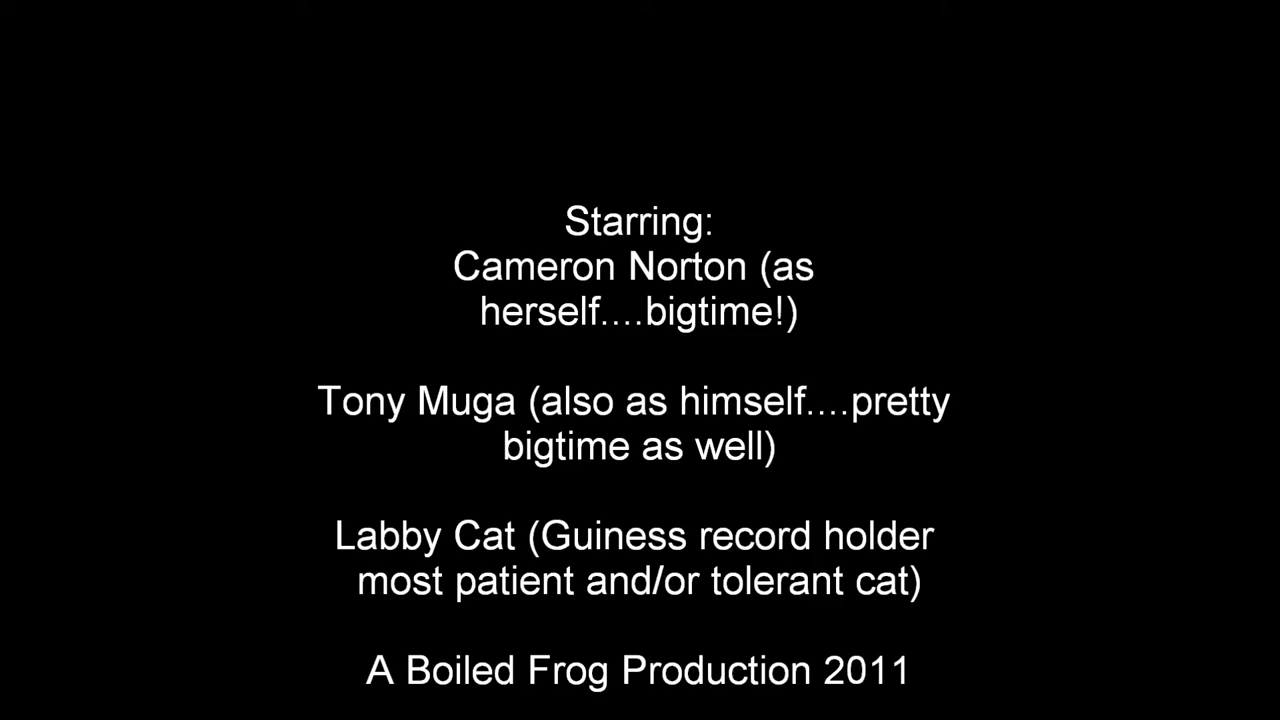 Starring:
Cameron Norton (as
herself....bigtime!)
Tony Muga (also as himself....pretty
bigtime as well)
Labby Cat (Guiness record holder
most patient and/or tolerant cat)
A Boiled Frog Production 2011